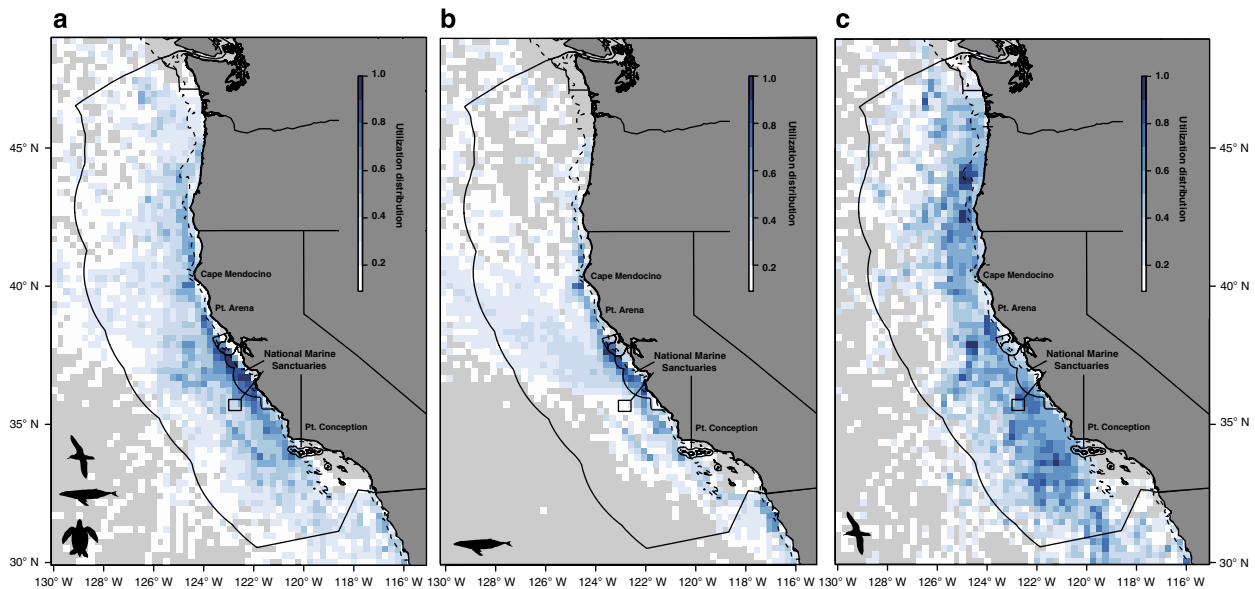 a
b
c
1.0
0.8
0.6
0.4
0.2
Utilization distribution
1.0
0.8
0.6
0.4
0.2
Utilization distribution
1.0
0.8
0.6
0.4
0.2
Utilization distribution
45° N
40° N
35° N
30° N
45° N
40° N
35° N
30° N
Cape Mendocino
Pt. Arena
National Marine
Sanctuaries
Pt. Conception
Cape Mendocino
Pt. Arena
National Marine
Sanctuaries
Pt. Conception
Cape Mendocino
Pt. Arena
National Marine
Sanctuaries
Pt. Conception
130° W 128° W 126° W 124° W 122° W 120° W 118° W 116° W
130° W 128° W 126° W 124° W 122° W 120° W 118° W 116° W
130° W 128° W 126° W 124° W 122° W 120° W 118° W 116° W